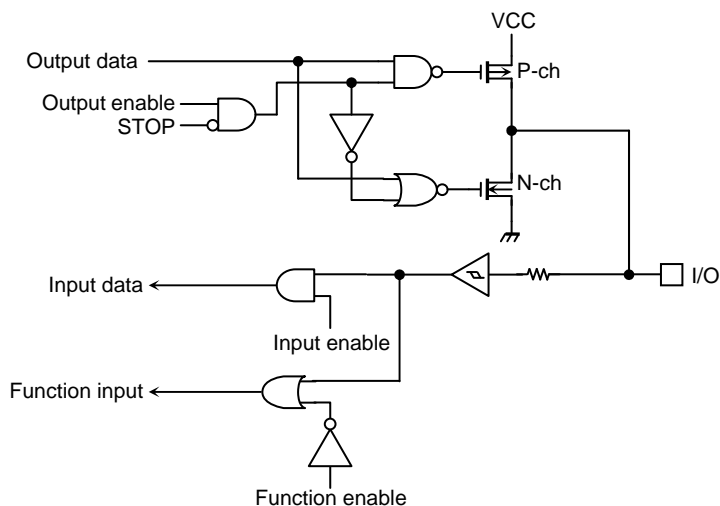 VCC
Output data
P-ch
Output enable
STOP
N-ch
Input data
I/O
Input enable
Function input
Function enable